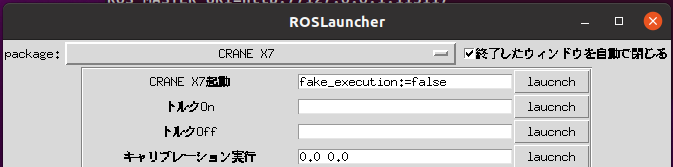 ROSLauncher
package: CRANE X7 終了したウィンドウを自動で閉じる
CRANE X7起動 fake_execution:=false laucnch
トルクOn laucnch
トルクOff laucnch
キャリブレーション実行 0.0 0.0 laucnch